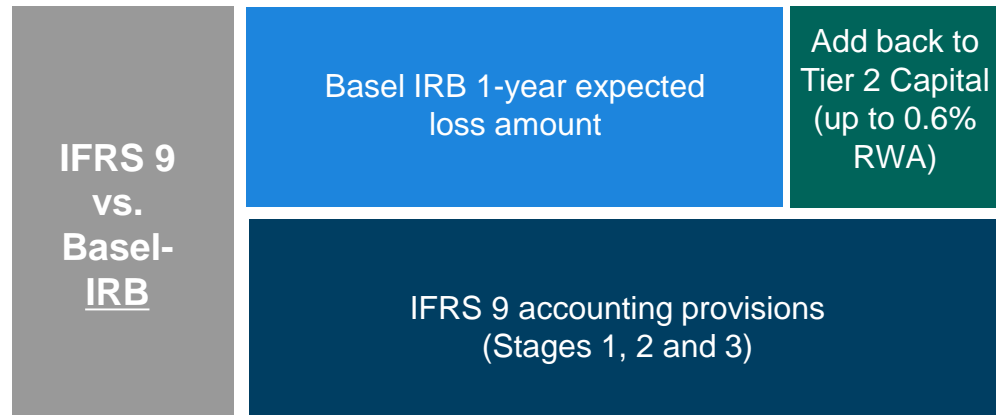 IFRS 9
vs.
Basel-
IRB
Basel IRB 1-year expected
loss amount
Add back to
Tier 2 Capital
(up to 0.6%
RWA)
IFRS 9 accounting provisions
(Stages 1, 2 and 3)